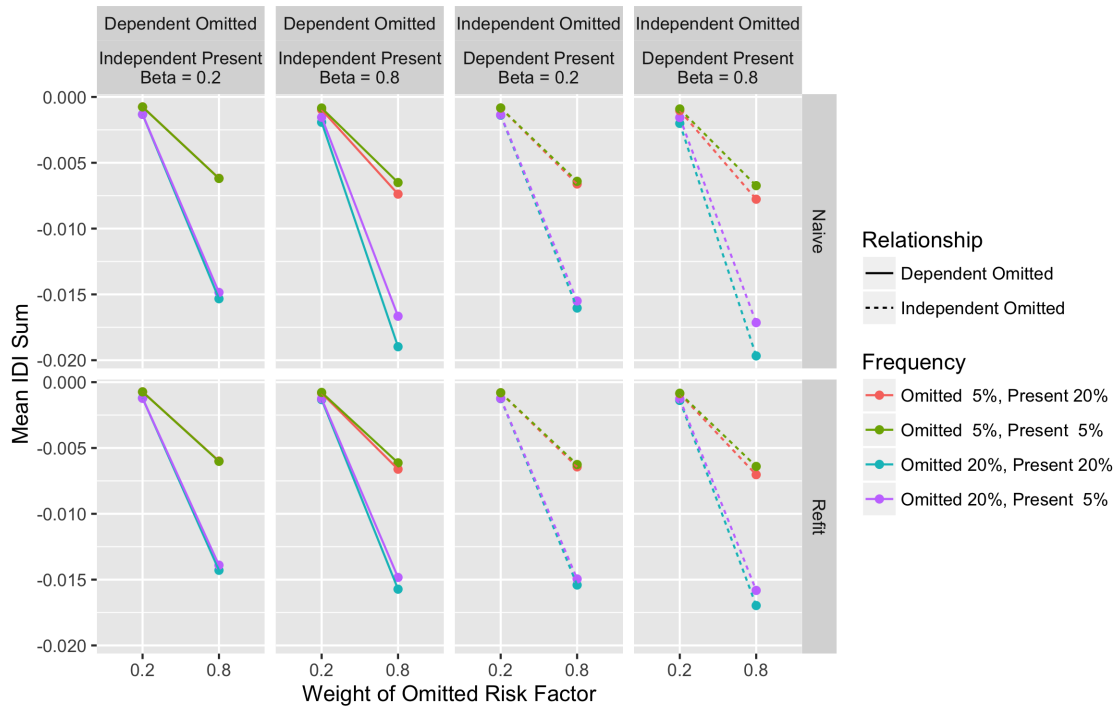 Dependent Omitted
Independent Present
Beta = 0.2
Dependent Omitted
Independent Present
Beta = 0.8
Independent Omitted
Dependent Present
Beta = 0.2
Independent Omitted
Dependent Present
Beta = 0.8
Mean IDI Sum
0.000
-0.005
-0.010
-0.015
-0.020
Naive
0.000
-0.005
-0.010
-0.015
-0.020
Refit
0.2 0.8 0.2 0.8 0.2 0.8 0.2 0.8
Weight of Omitted Risk Factor
Relationship
Dependent Omitted
Independent Omitted
Frequency
Omitted  5%, Present 20%
Omitted  5%, Present  5%
Omitted 20%, Present 20%
Omitted 20%, Present  5%